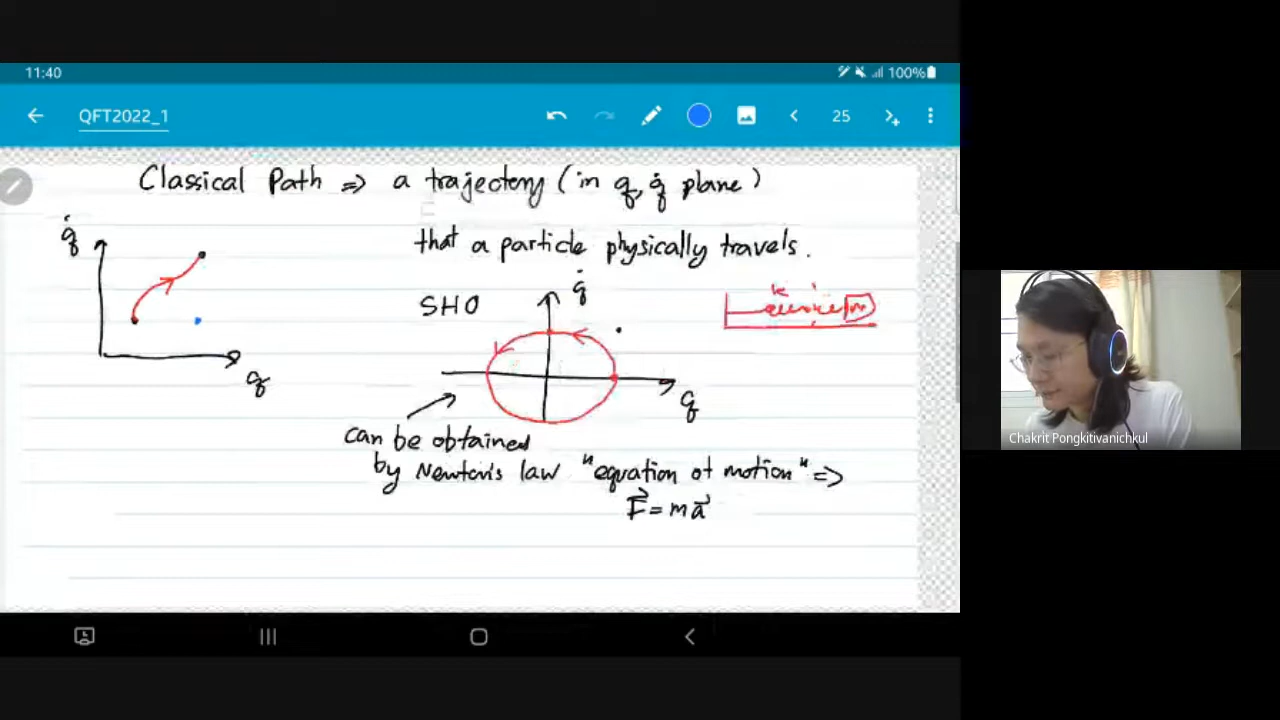 11:40
100%
QFT2022_1
25
Classical Path ⇒ a trajectory (in q, q̇ plane)
that a particle physically travels.
q̇
q
SHO
q̇
q
k
m
can be obtained
by Newton's law "equation of motion" ⇒
F⃗ = ma⃗
Chakrit Pongkitivanichkul